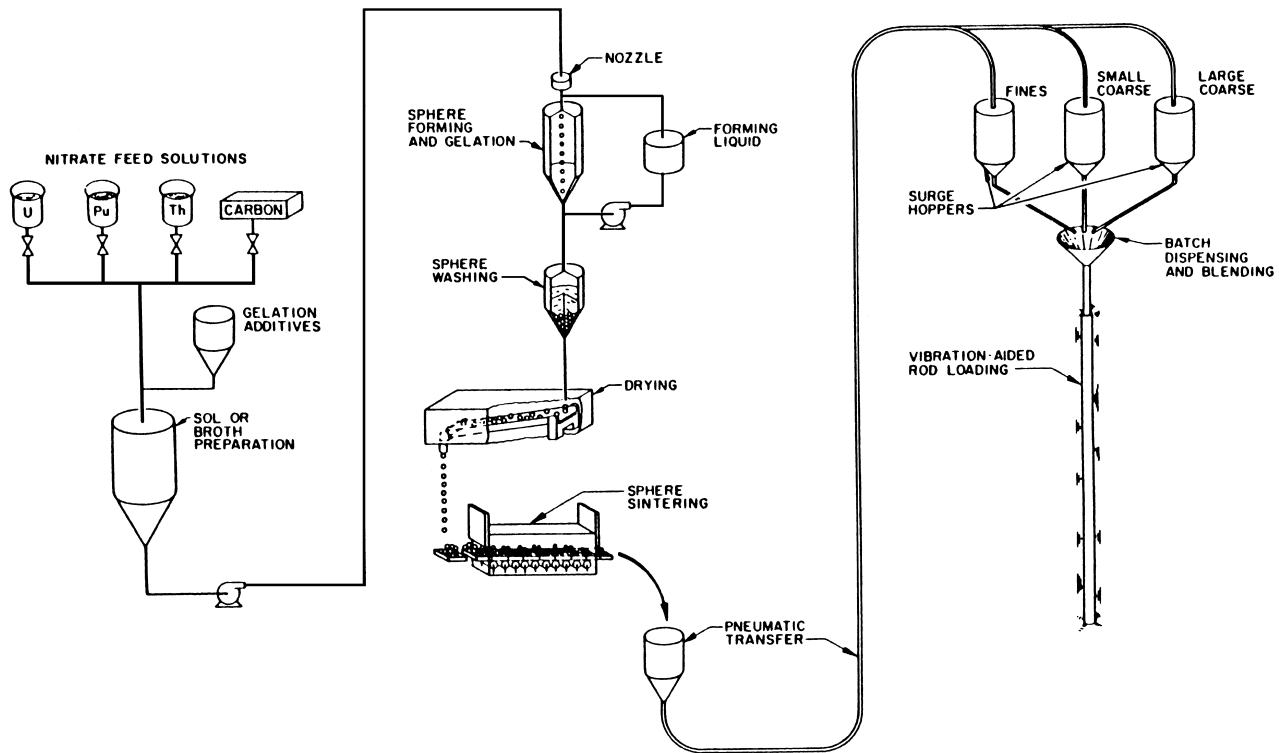 NITRATE FEED SOLUTIONS
U
Pu
Th
CARBON
GELATION
ADDITIVES
SOL OR
BROTH
PREPARATION
NOZZLE
SPHERE
FORMING
AND GELATION
FORMING
LIQUID
SPHERE
WASHING
DRYING
SPHERE
SINTERING
PNEUMATIC
TRANSFER
FINES
SMALL
COARSE
LARGE
COARSE
SURGE
HOPPERS
BATCH
DISPENSING
AND BLENDING
VIBRATION-AIDED
ROD LOADING